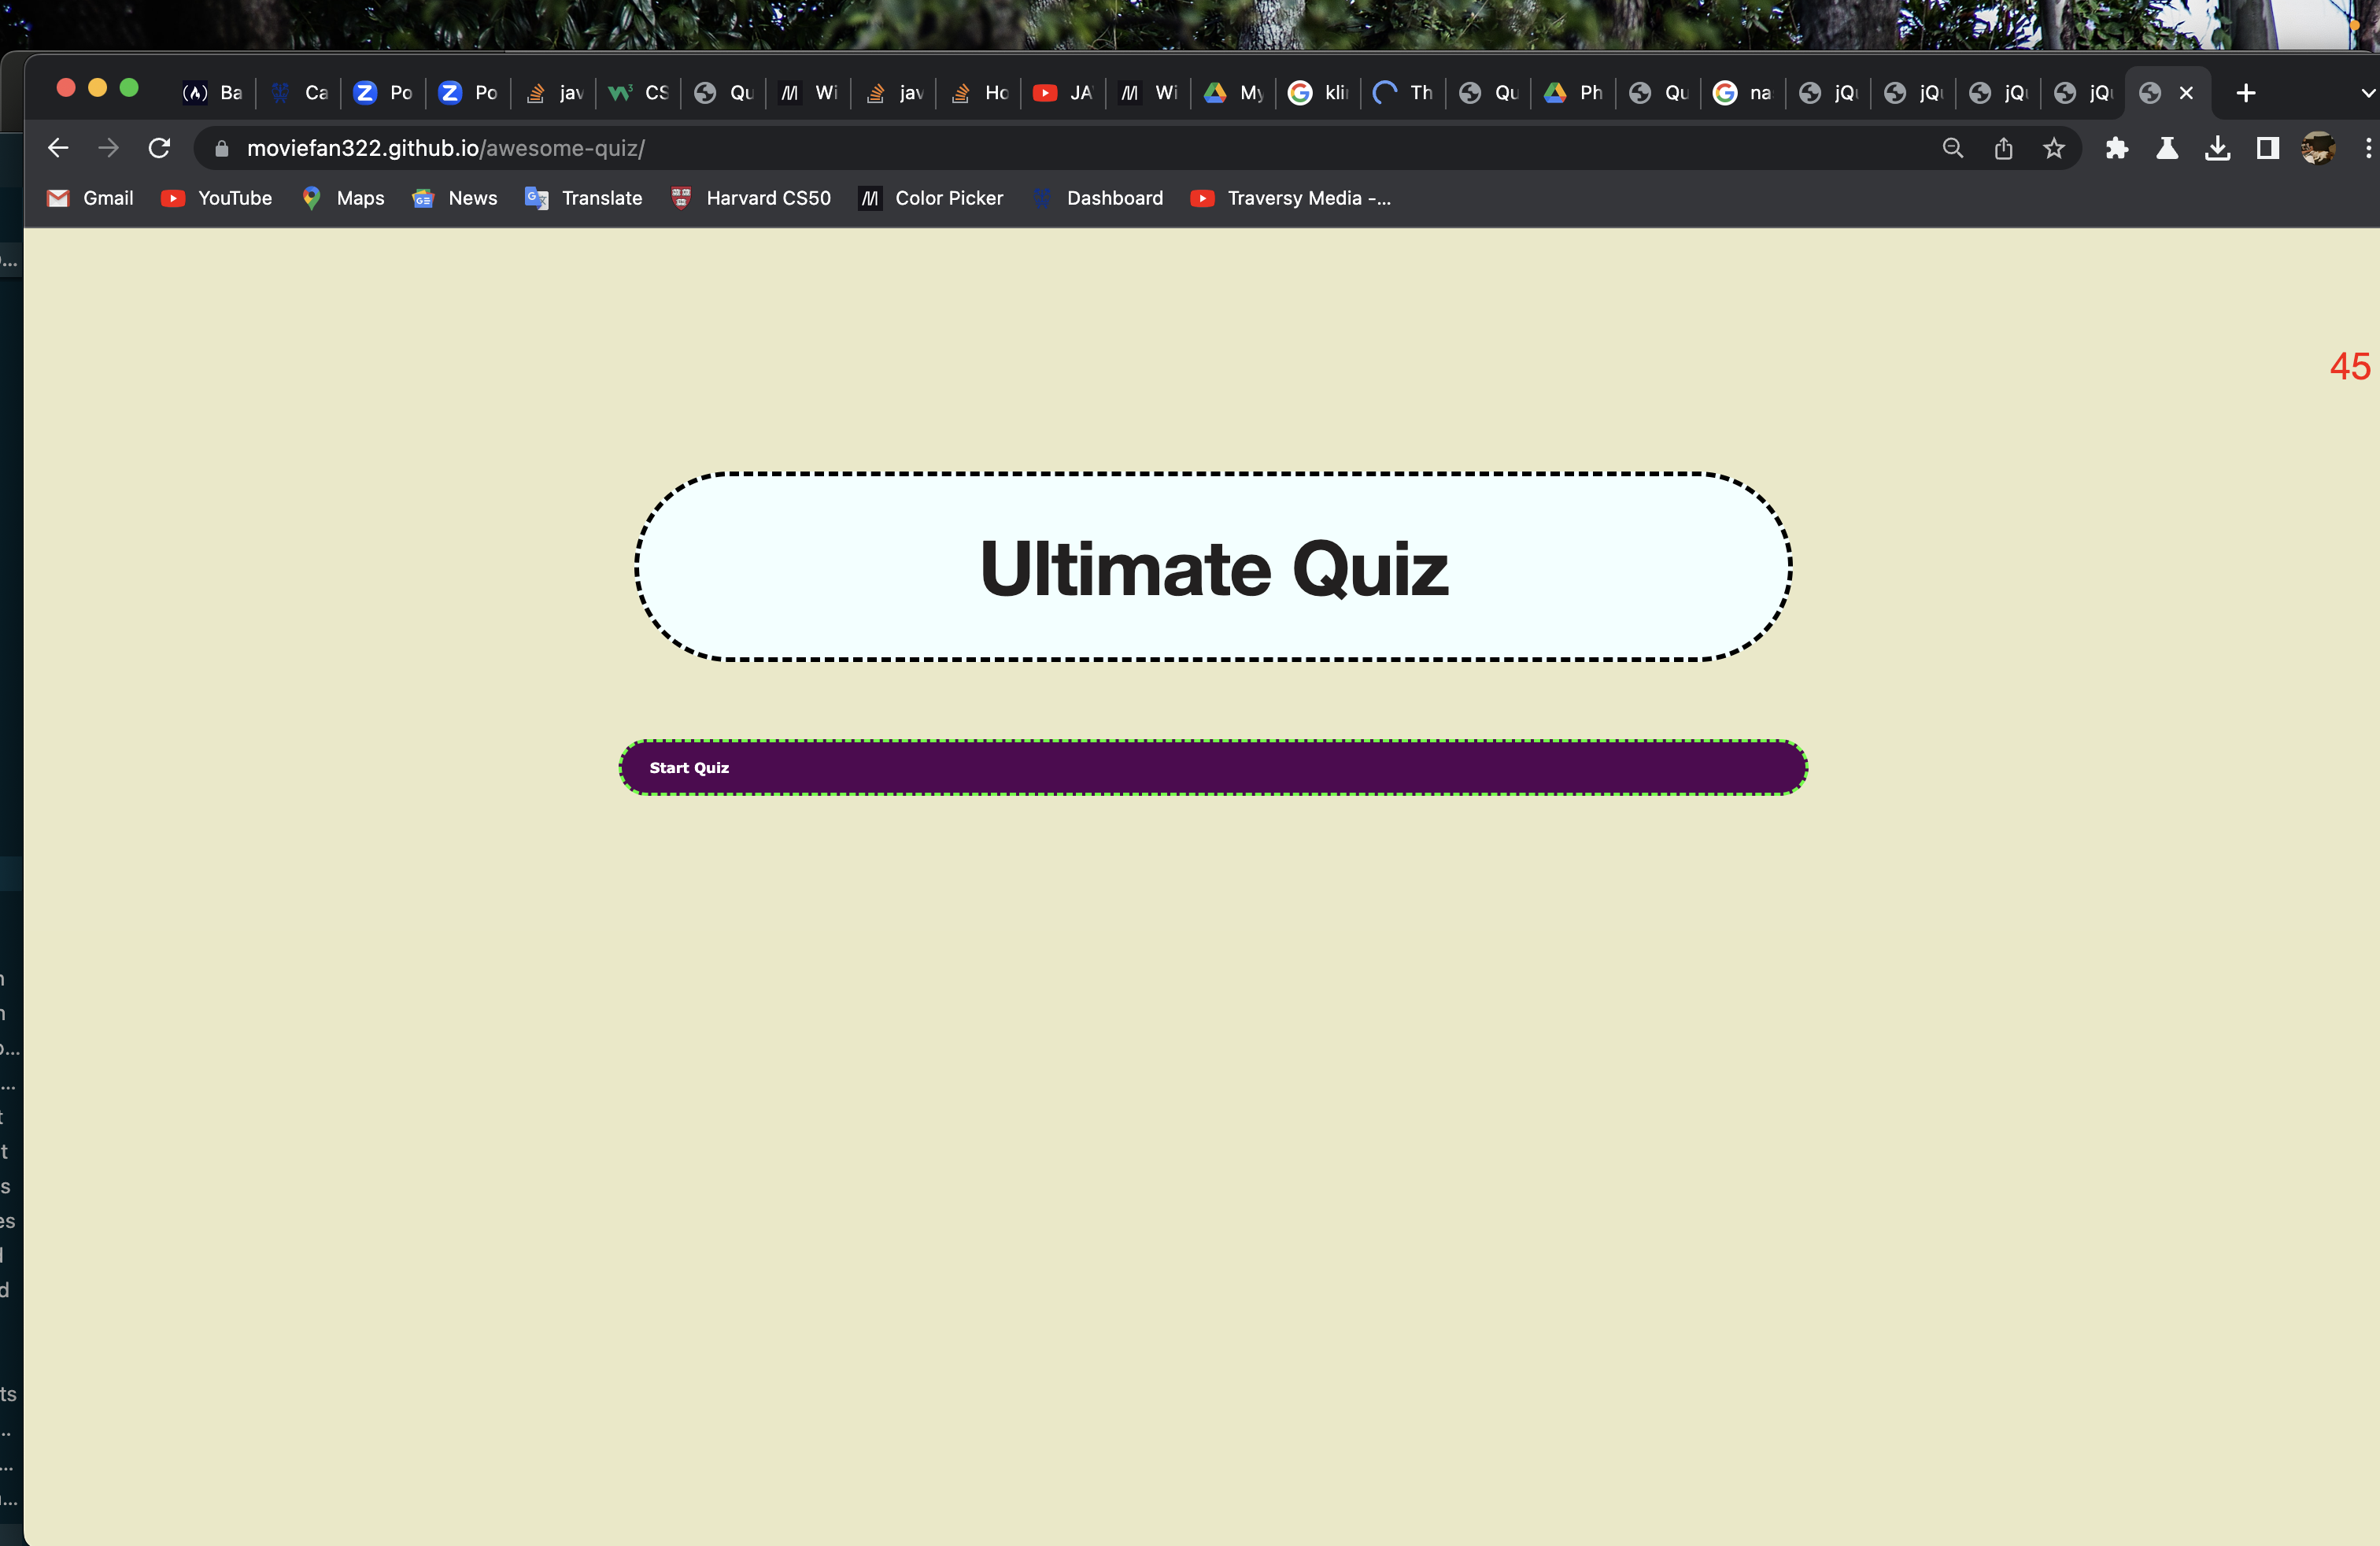 Ba Ca Po Po jav CS Qu Wi jav Ho JA Wi My kli Th Qu Ph Qu na jQ jQ jQ jQ
moviefan322.github.io/awesome-quiz/
Gmail YouTube Maps News Translate Harvard CS50 Color Picker Dashboard Traversy Media -...
45
Ultimate Quiz
Start Quiz